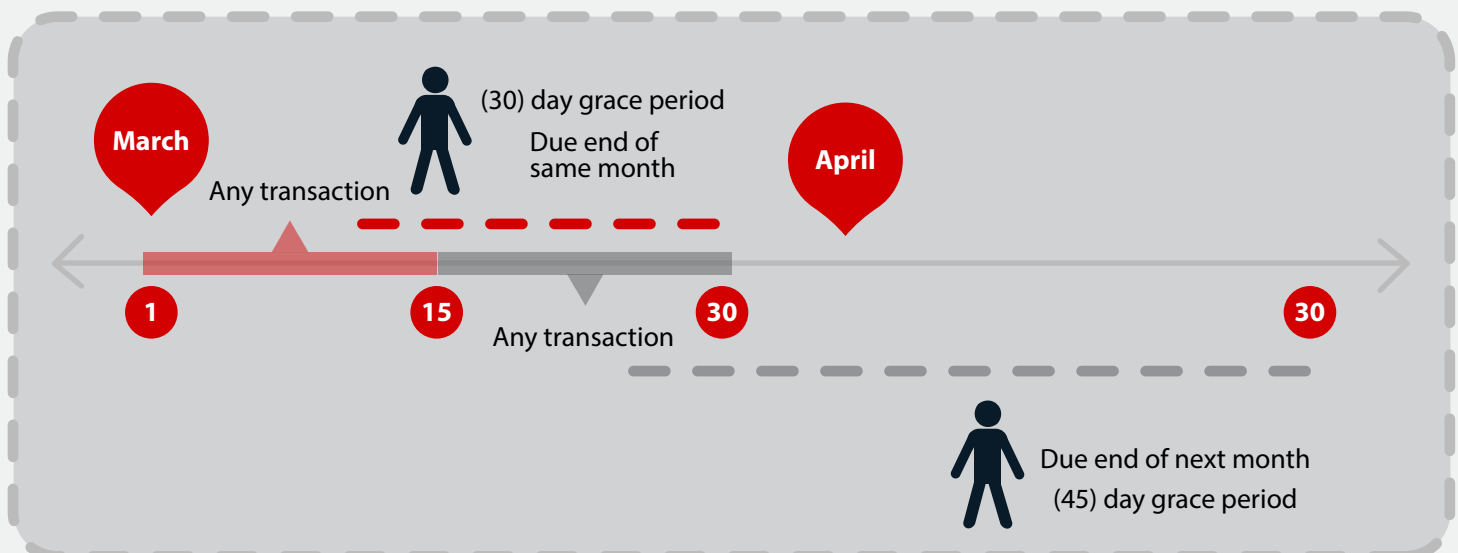 March
(30) day grace period
Due end of
same month
April
Any transaction
1
15
30
30
Any transaction
Due end of next month
(45) day grace period